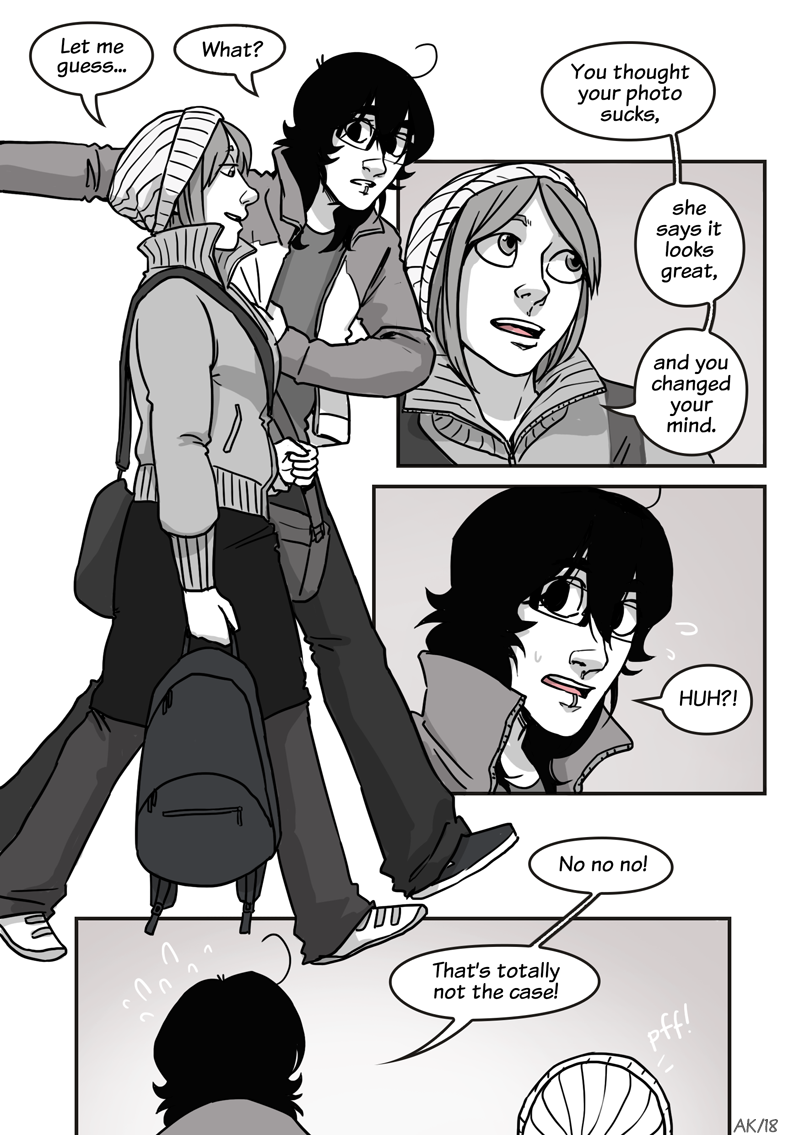 Let me
guess...
What?
You thought
your photo
sucks,
she
says it
looks
great,
and you
changed
your
mind.
HUH?!
No no no!
That's totally
not the case!
pff!
AK/18